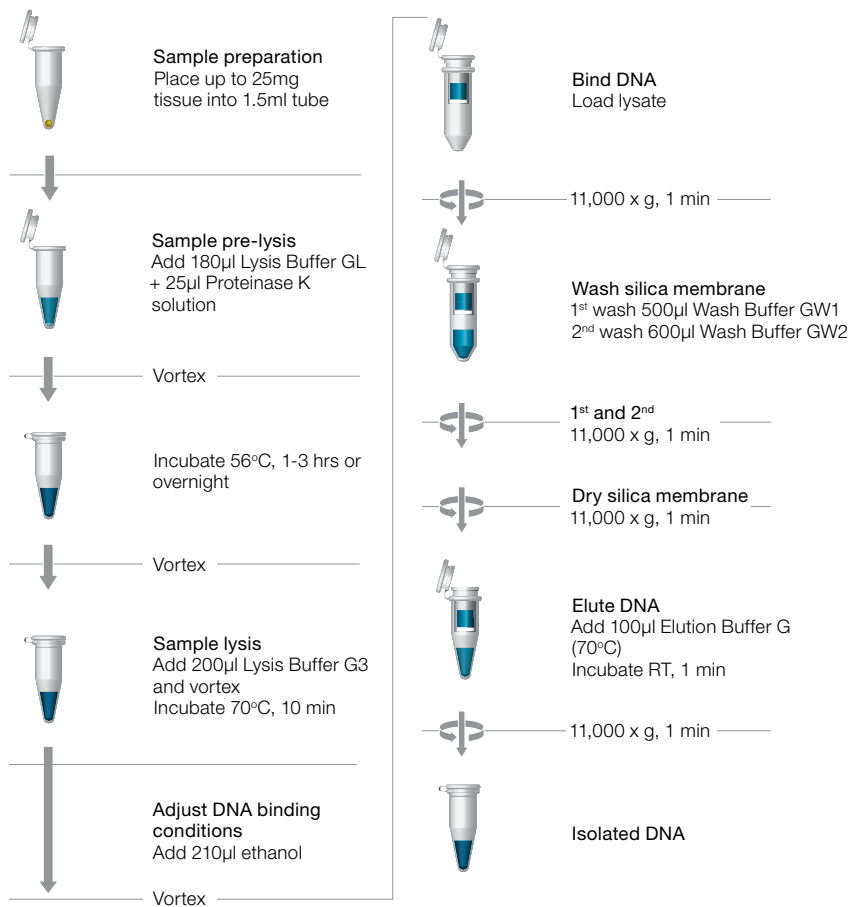 Sample preparation
Place up to 25mg
tissue into 1.5ml tube
Sample pre-lysis
Add 180µl Lysis Buffer GL
+ 25µl Proteinase K
solution
Vortex
Incubate 56°C, 1-3 hrs or
overnight
Vortex
Sample lysis
Add 200µl Lysis Buffer G3
and vortex
Incubate 70°C, 10 min
Adjust DNA binding
conditions
Add 210µl ethanol
Vortex
Bind DNA
Load lysate
11,000 x g, 1 min
Wash silica membrane
1st wash 500µl Wash Buffer GW1
2nd wash 600µl Wash Buffer GW2
1st and 2nd
11,000 x g, 1 min
Dry silica membrane
11,000 x g, 1 min
Elute DNA
Add 100µl Elution Buffer G
(70°C)
Incubate RT, 1 min
11,000 x g, 1 min
Isolated DNA